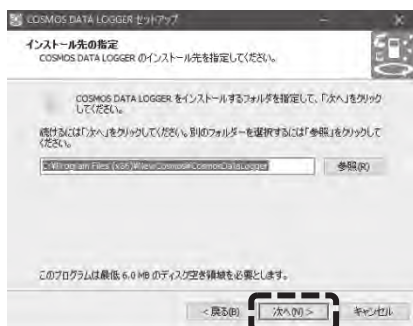 COSMOS DATA LOGGER セットアップ
インストール先の指定
COSMOS DATA LOGGER のインストール先を指定してください。
COSMOS DATA LOGGER をインストールするフォルダを指定して、「次へ」をクリック
してください。
続けるには「次へ」をクリックしてください。別のフォルダーを選択するには「参照」をクリックして
ください。
C:¥Program Files (x86)¥NewCosmos¥CosmosDataLogger
参照(R)
このプログラムは最低 6.0 MB のディスク空き領域を必要とします。
< 戻る(B)
次へ(N) >
キャンセル